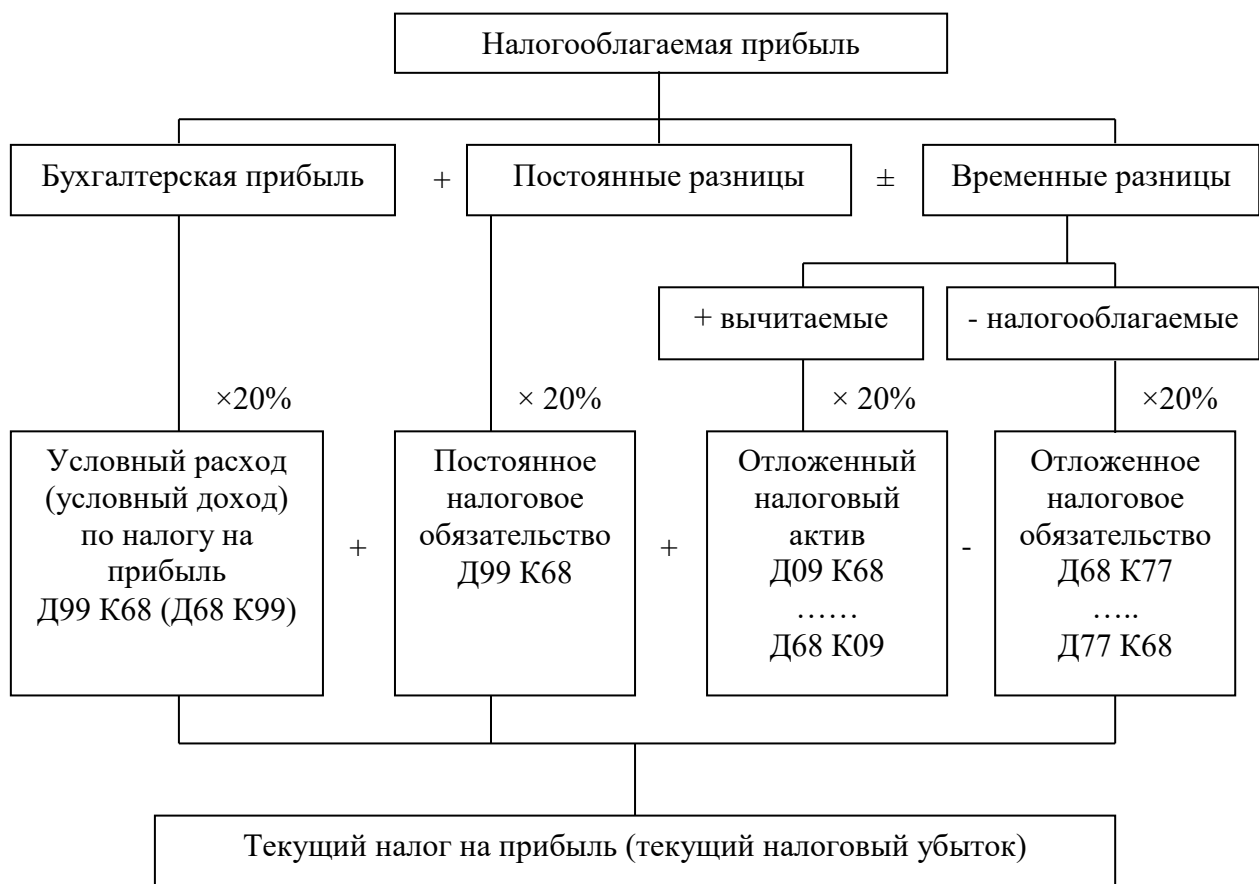 Налогооблагаемая прибыль
Бухгалтерская прибыль + Постоянные разницы ± Временные разницы
+ вычитаемые - налогооблагаемые
×20% × 20% × 20% ×20%
Условный расход
(условный доход)
по налогу на
прибыль
Д99 К68 (Д68 К99)
+
Постоянное
налоговое
обязательство
Д99 К68
+
Отложенный
налоговый
актив
Д09 К68
……
Д68 К09
-
Отложенное
налоговое
обязательство
Д68 К77
…..
Д77 К68
Текущий налог на прибыль (текущий налоговый убыток)